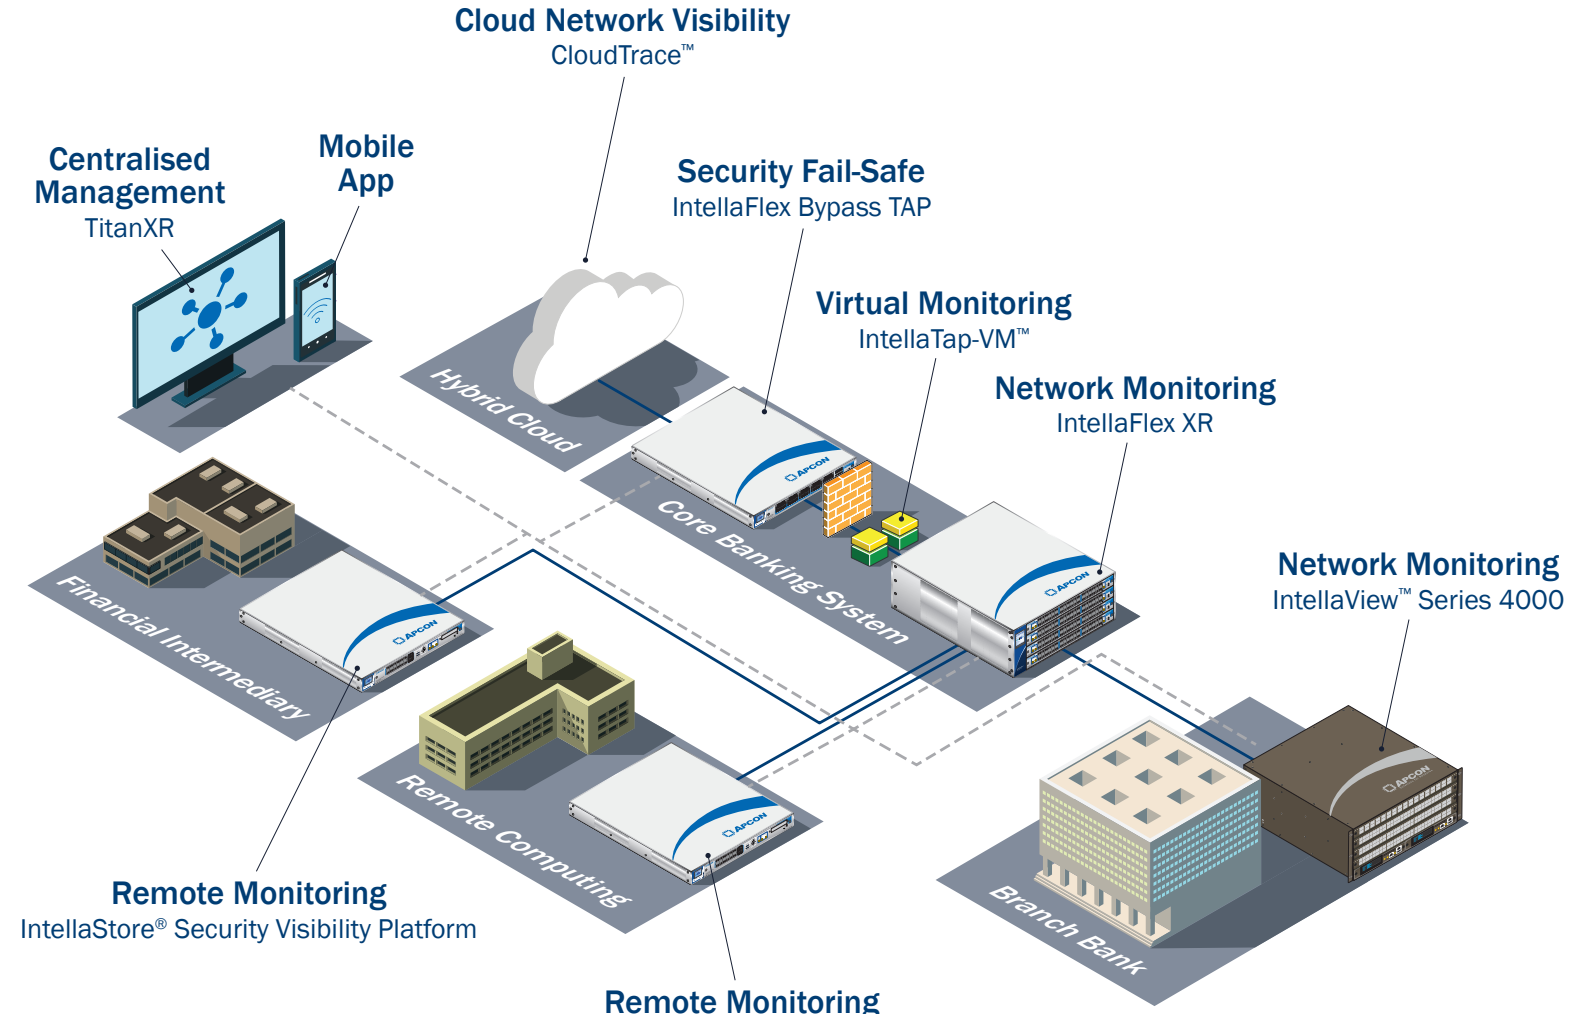 Cloud Network Visibility
CloudTrace™
Mobile
App
Centralised
Management
TitanXR
Security Fail-Safe
IntellaFlex Bypass TAP
Virtual Monitoring
IntellaTap-VM™
Network Monitoring
IntellaFlex XR
Hybrid Cloud
APCON
Core Banking System
APCON
Network Monitoring
IntellaView™ Series 4000
Financial Intermediary
APCON
APCON
Remote Computing
APCON
Branch Bank
Remote Monitoring
IntellaStore® Security Visibility Platform
Remote Monitoring